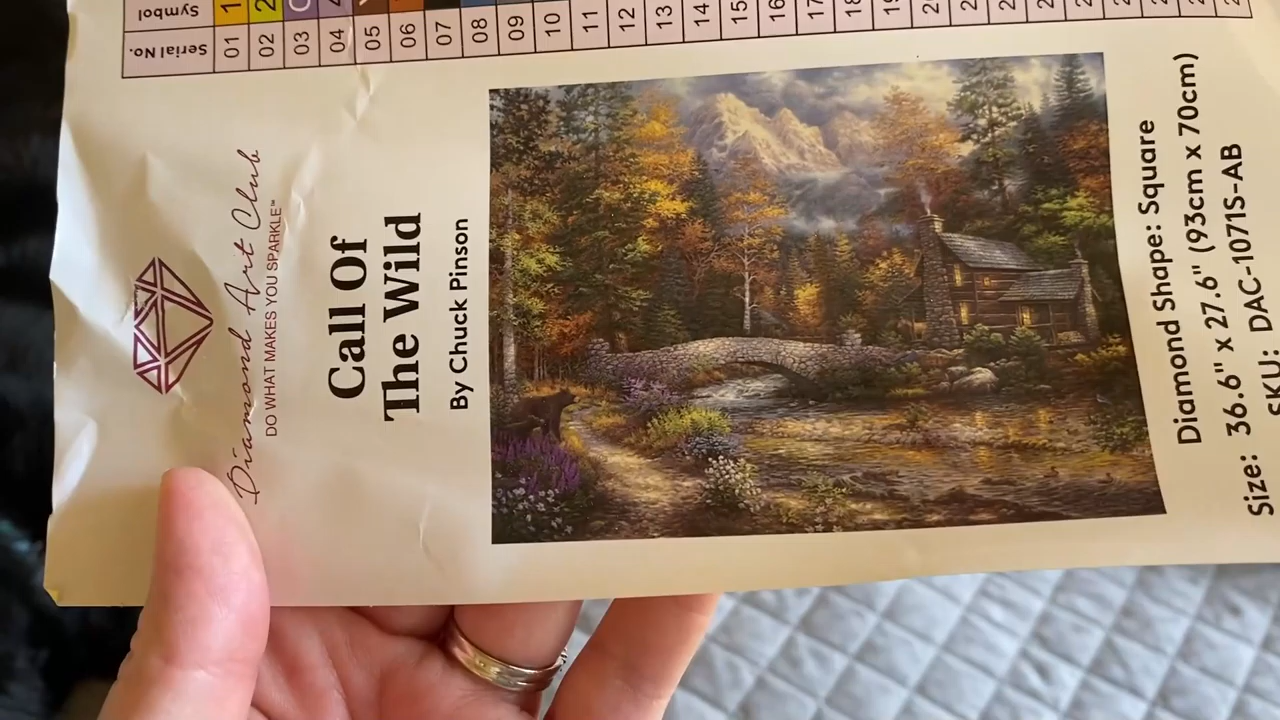 Diamond Art Club
DO WHAT MAKES YOU SPARKLE™
Call Of
The Wild
By Chuck Pinson
Diamond Shape: Square
Size: 36.6" x 27.6" (93cm x 70cm)
SKU: DAC-1071S-AB
Serial No.
Symbol
01
02
03
04
05
06
07
08
09
10
11
12
13
14
15